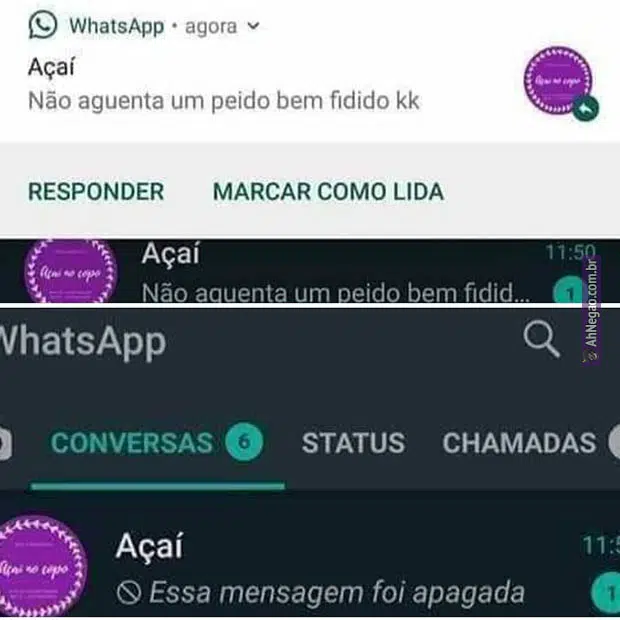 WhatsApp • agora
Açaí
Não aguenta um peido bem fidido kk
Açaí no copo
RESPONDER MARCAR COMO LIDA
Açaí 11:50
Não aguenta um peido bem fidid... 1
Açaí no copo
AhNegao.com.br
WhatsApp
CONVERSAS 6 STATUS CHAMADAS
Açaí 11:5
Essa mensagem foi apagada 1
Açaí no copo